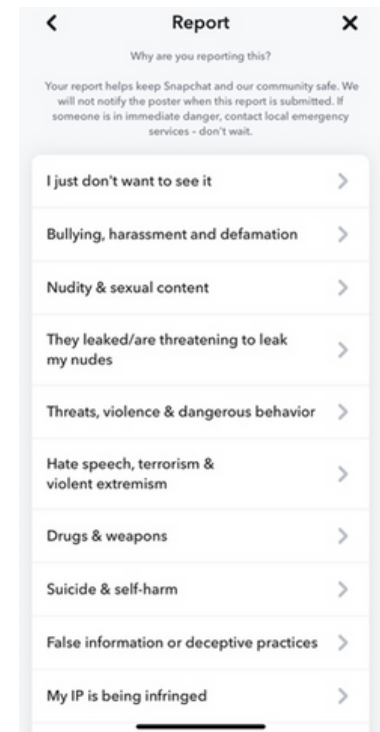 Report
Why are you reporting this?
Your report helps keep Snapchat and our community safe. We
will not notify the poster when this report is submitted. If
someone is in immediate danger, contact local emergency
services – don't wait.
I just don't want to see it
Bullying, harassment and defamation
Nudity & sexual content
They leaked/are threatening to leak
my nudes
Threats, violence & dangerous behavior
Hate speech, terrorism &
violent extremism
Drugs & weapons
Suicide & self-harm
False information or deceptive practices
My IP is being infringed